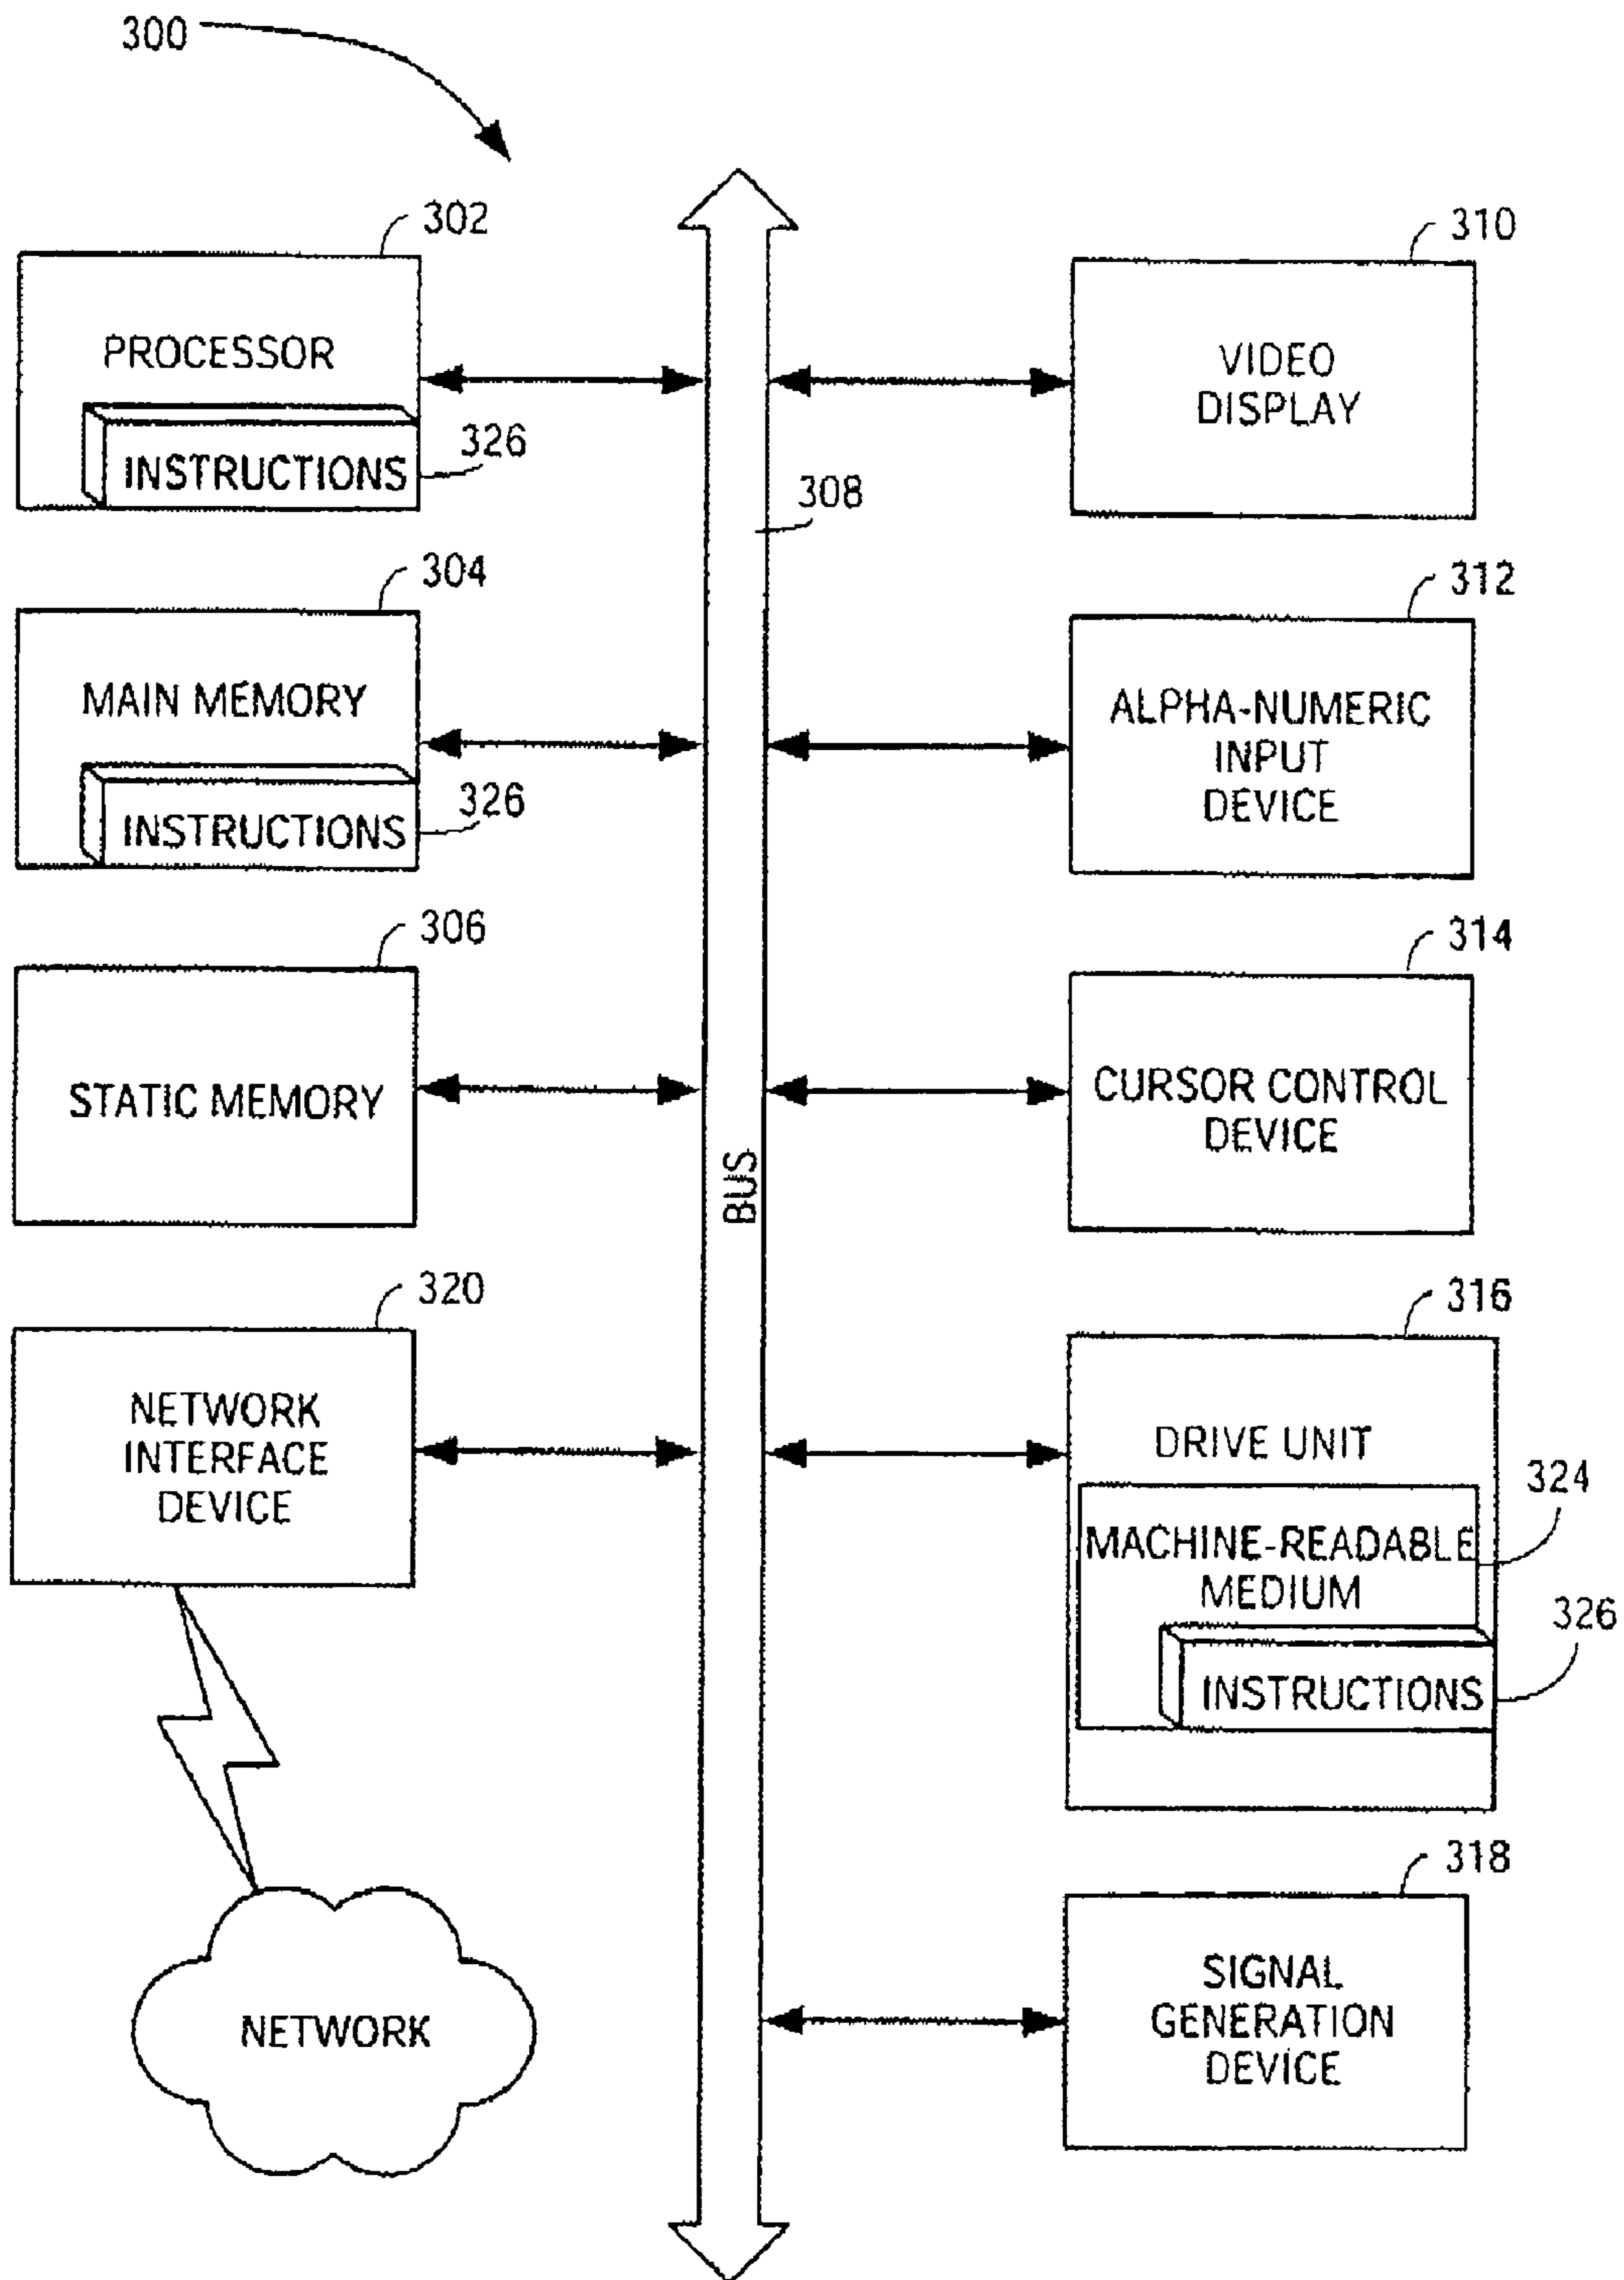 300
302
PROCESSOR
INSTRUCTIONS
326
304
MAIN MEMORY
INSTRUCTIONS
326
306
STATIC MEMORY
320
NETWORK
INTERFACE
DEVICE
NETWORK
308
BUS
310
VIDEO
DISPLAY
312
ALPHA-NUMERIC
INPUT
DEVICE
314
CURSOR CONTROL
DEVICE
316
DRIVE UNIT
324
MACHINE-READABLE
MEDIUM
326
INSTRUCTIONS
318
SIGNAL
GENERATION
DEVICE